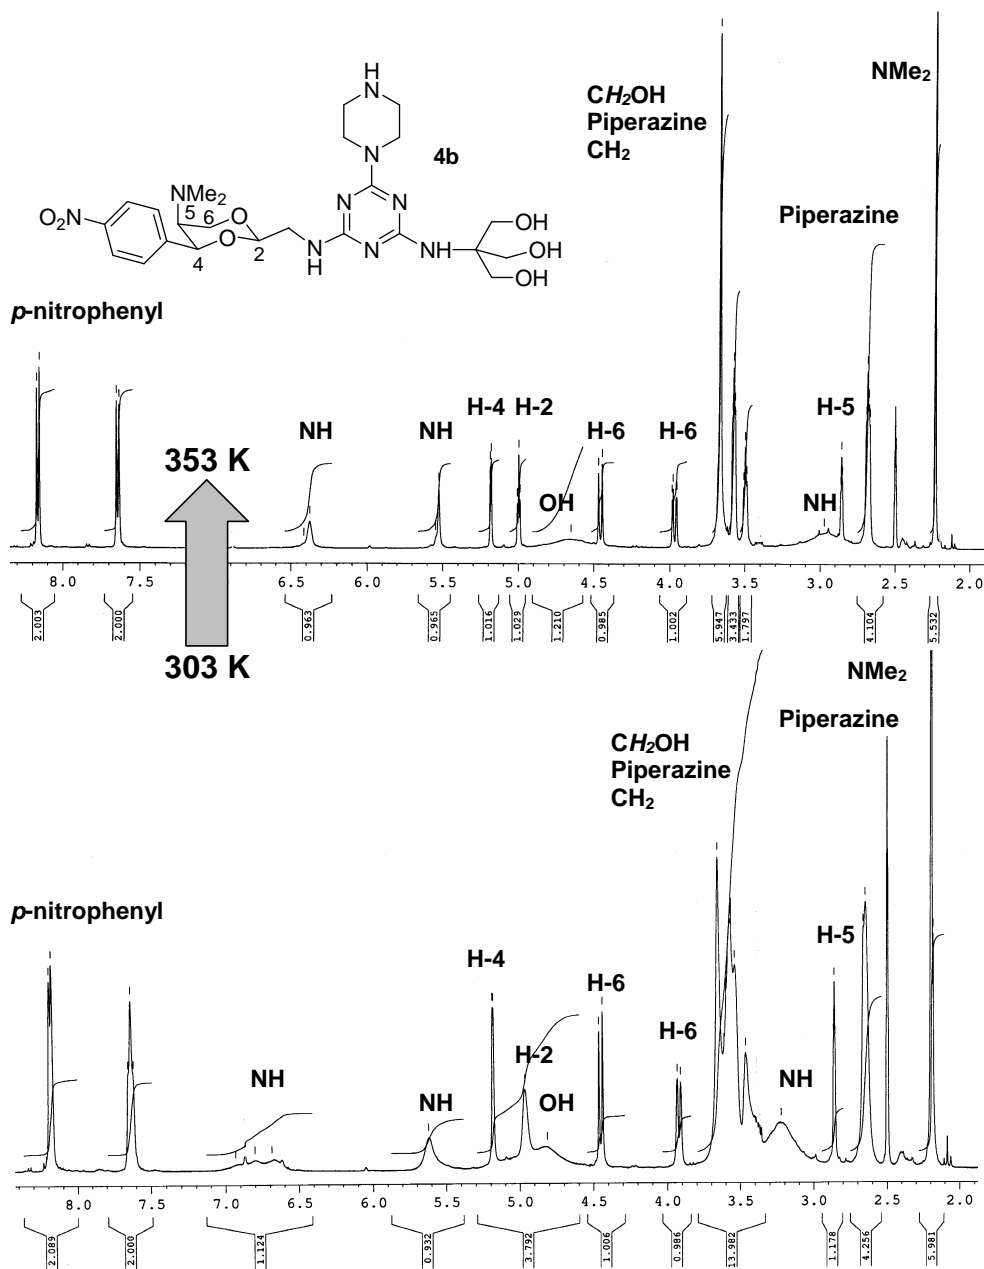 NMe2
CH2OH
Piperazine
CH2
H
N
4b
N
Piperazine
NMe2
5
6
O
O
2
4
O2N
N
N
N
N
H
NH
OH
OH
OH
p-nitrophenyl
H-4
H-2
H-5
NH
NH
H-6
H-6
353 K
OH
NH
8.0
7.5
6.5
6.0
5.5
5.0
4.5
4.0
3.5
3.0
2.5
2.0
2.003
2.000
0.963
0.965
1.016
1.029
1.210
0.985
1.002
5.947
3.433
1.797
4.104
5.532
303 K
NMe2
Piperazine
CH2OH
Piperazine
CH2
p-nitrophenyl
H-5
H-4
H-6
H-6
H-2
NH
NH
OH
NH
8.0
7.5
7.0
6.5
6.0
5.5
5.0
4.5
4.0
3.5
3.0
2.5
2.0
2.089
2.000
1.124
0.932
3.792
1.006
0.986
13.982
1.178
4.256
5.981